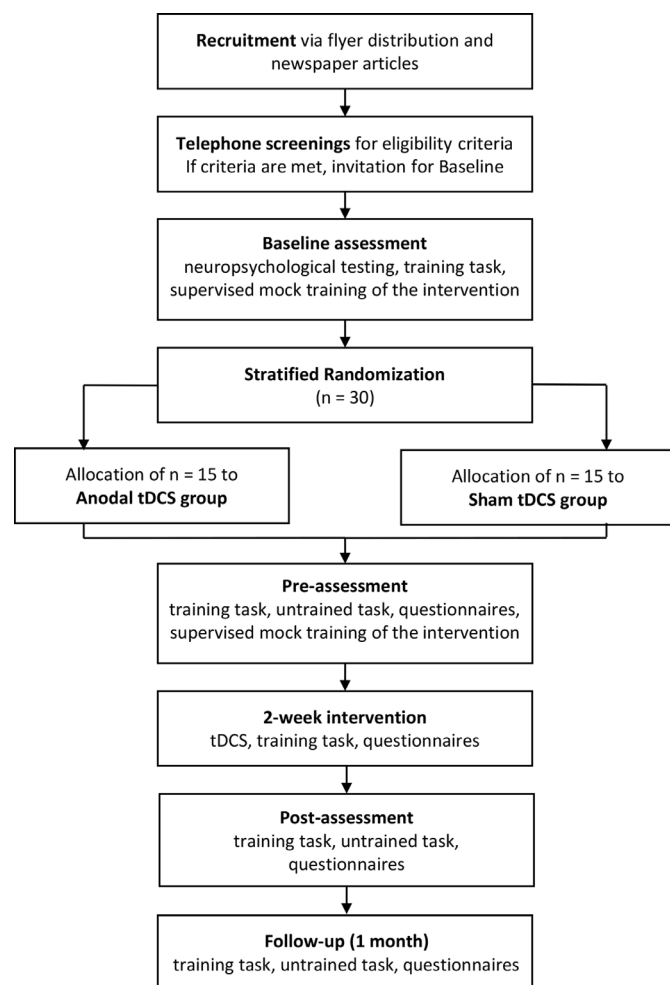 Recruitment via flyer distribution and
newspaper articles
Telephone screenings for eligibility criteria
If criteria are met, invitation for Baseline
Baseline assessment
neuropsychological testing, training task,
supervised mock training of the intervention
Stratified Randomization
(n = 30)
Allocation of n = 15 to
Anodal tDCS group
Allocation of n = 15 to
Sham tDCS group
Pre-assessment
training task, untrained task, questionnaires,
supervised mock training of the intervention
2-week intervention
tDCS, training task, questionnaires
Post-assessment
training task, untrained task,
questionnaires
Follow-up (1 month)
training task, untrained task, questionnaires